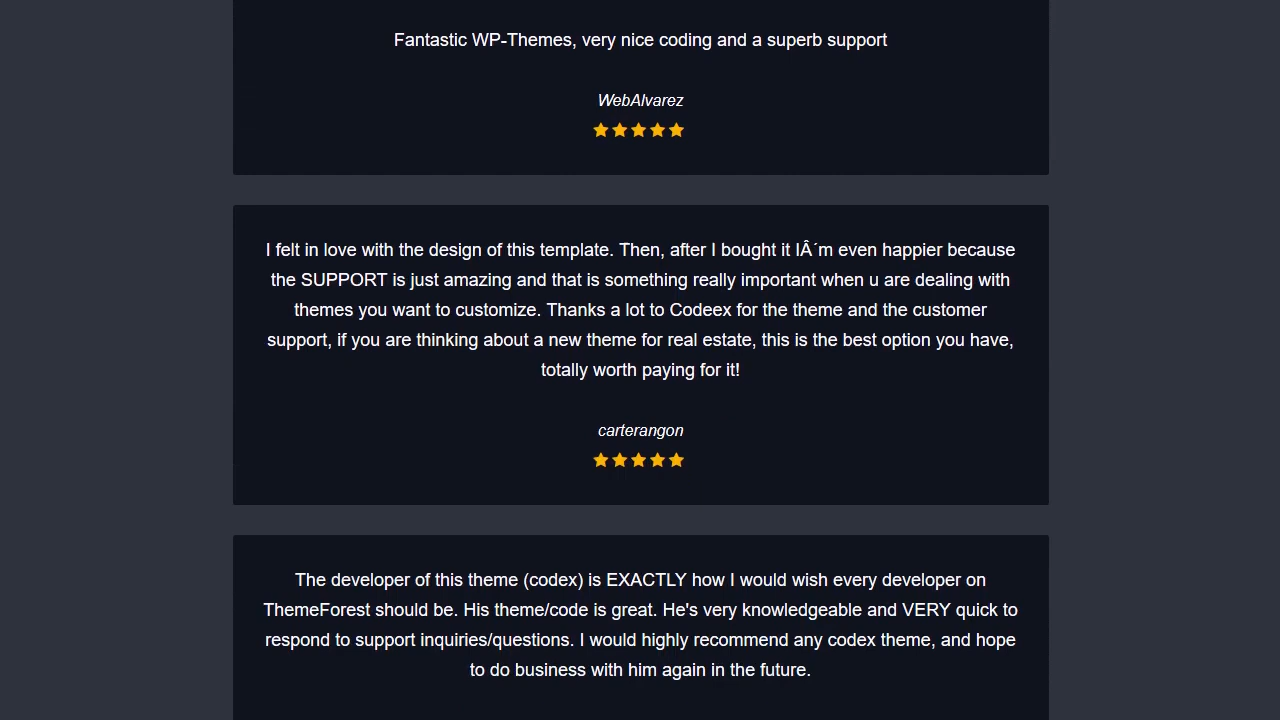 Fantastic WP-Themes, very nice coding and a superb support
WebAlvarez
I felt in love with the design of this template. Then, after I bought it IÂ´m even happier because
the SUPPORT is just amazing and that is something really important when u are dealing with
themes you want to customize. Thanks a lot to Codeex for the theme and the customer
support, if you are thinking about a new theme for real estate, this is the best option you have,
totally worth paying for it!
carterangon
The developer of this theme (codex) is EXACTLY how I would wish every developer on
ThemeForest should be. His theme/code is great. He's very knowledgeable and VERY quick to
respond to support inquiries/questions. I would highly recommend any codex theme, and hope
to do business with him again in the future.